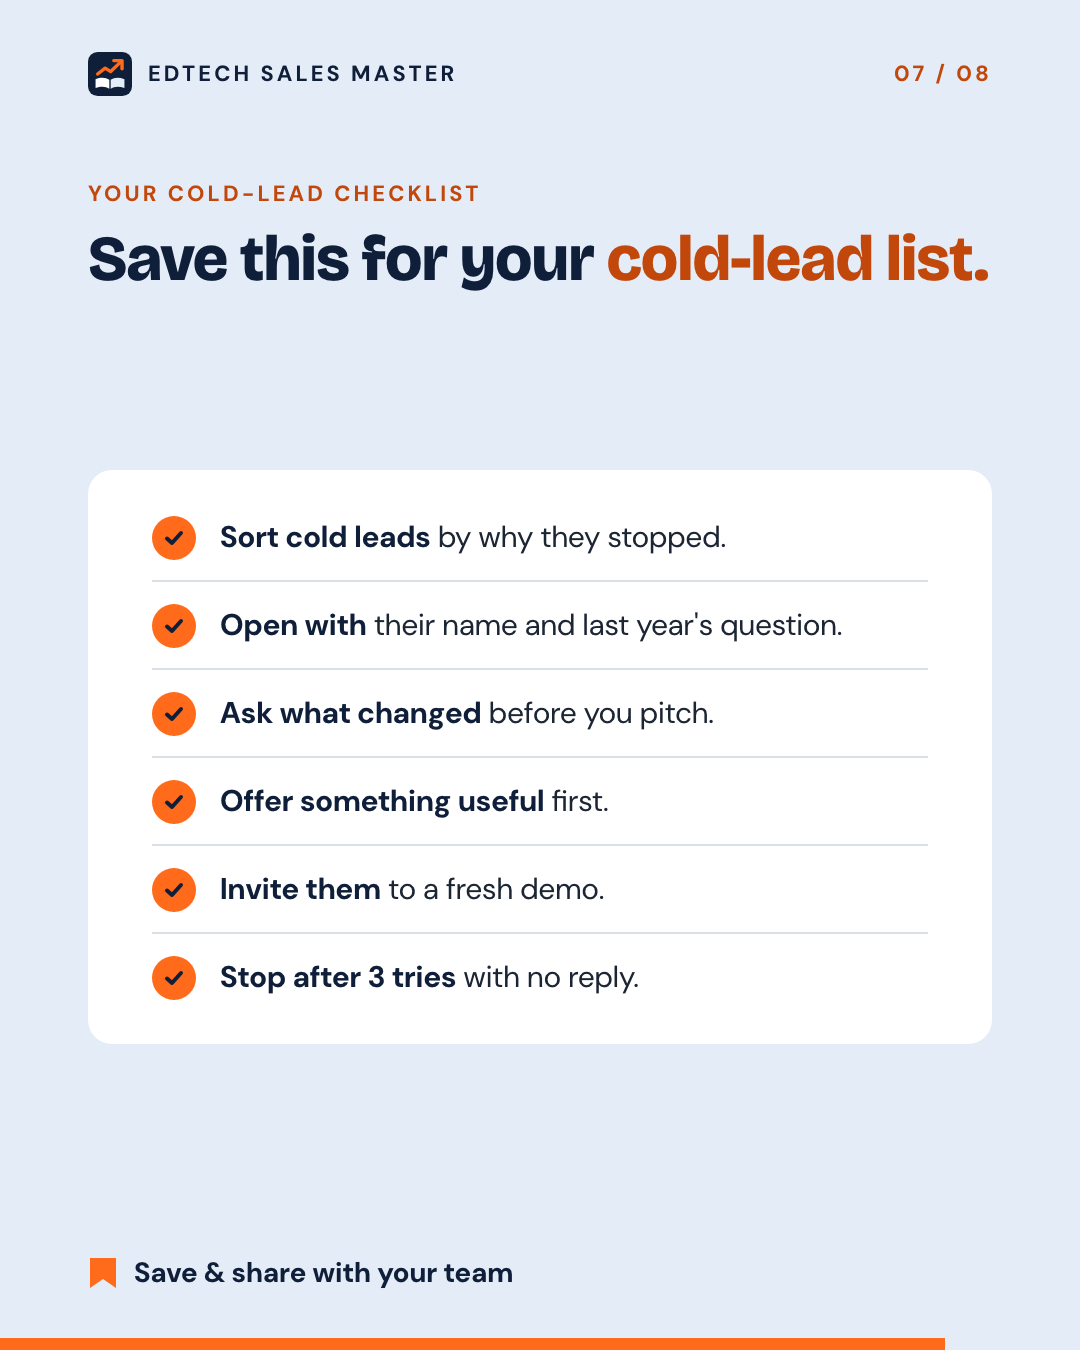 EDTECH SALES MASTER
07 / 08
YOUR COLD-LEAD CHECKLIST
Save this for your cold-lead list.
Sort cold leads by why they stopped.
Open with their name and last year's question.
Ask what changed before you pitch.
Offer something useful first.
Invite them to a fresh demo.
Stop after 3 tries with no reply.
Save & share with your team